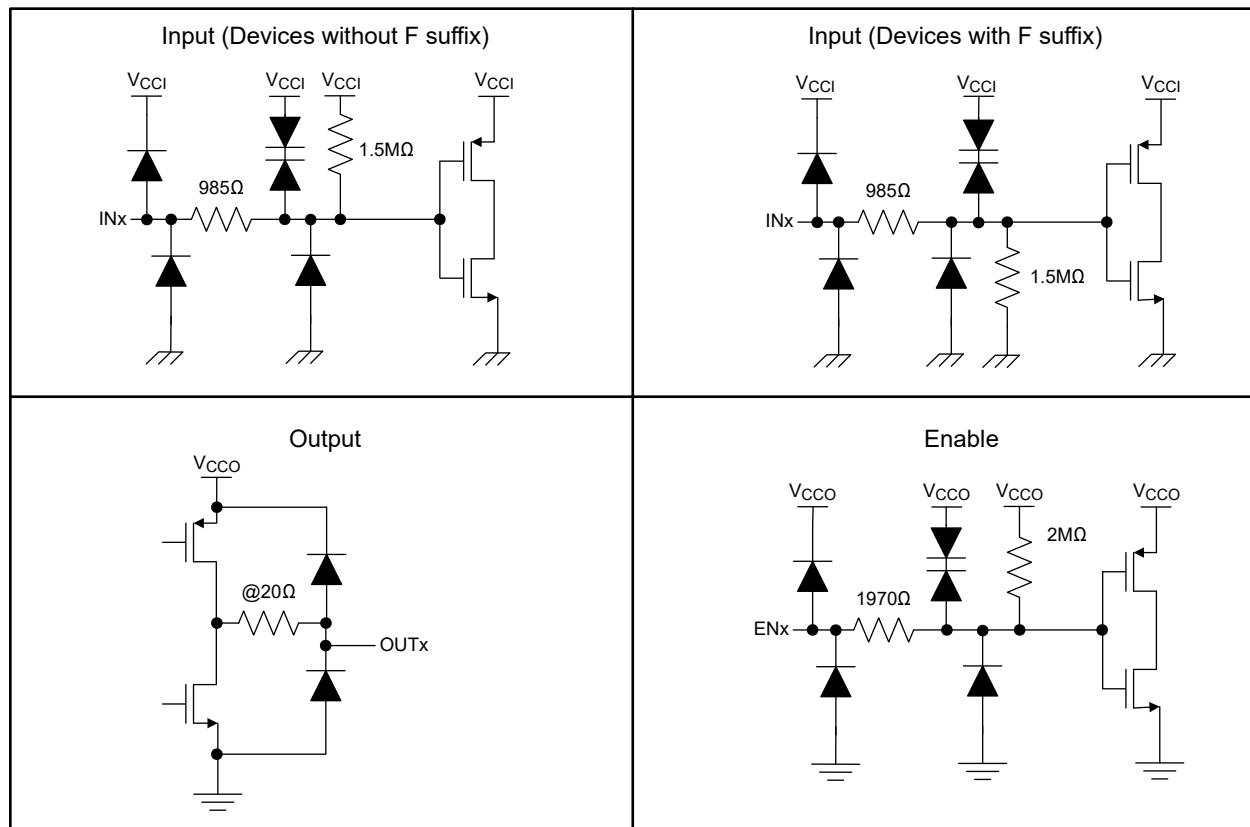 Input (Devices without F suffix)
VCCI
VCCI
VCCI
VCCI
1.5MΩ
985Ω
INx
Input (Devices with F suffix)
VCCI
VCCI
VCCI
985Ω
INx
1.5MΩ
Output
VCCO
@20Ω
OUTx
Enable
VCCO
VCCO
VCCO
VCCO
2MΩ
1970Ω
ENx